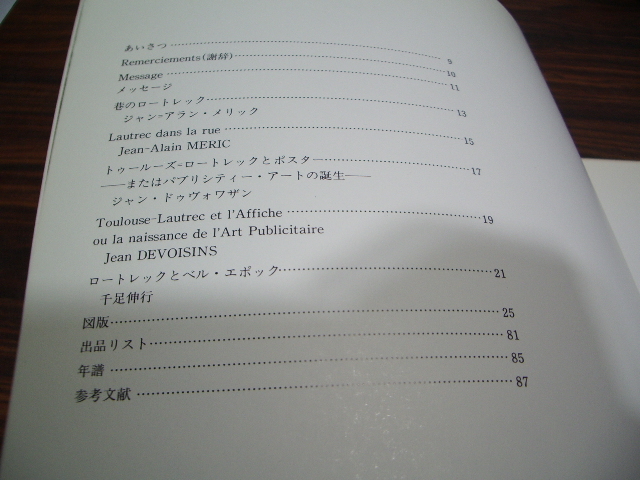 あいさつ……………………………………………………9
Remerciements(謝辞)……………………………………10
Message……………………………………………………11
メッセージ
巷のロートレック…………………………………………13
ジャン=アラン・メリック
Lautrec dans la rue………………………………………15
Jean-Alain MERIC
トゥールーズ=ロートレックとポスター………………17
——またはパブリシティー・アートの誕生——
ジャン・ドゥヴォワザン
Toulouse-Lautrec et l'Affiche……………………………19
ou la naissance de l'Art Publicitaire
Jean DEVOISINS
ロートレックとベル・エポック…………………………21
千足伸行
図版…………………………………………………………25
出品リスト…………………………………………………81
年譜…………………………………………………………85
参考文献……………………………………………………87